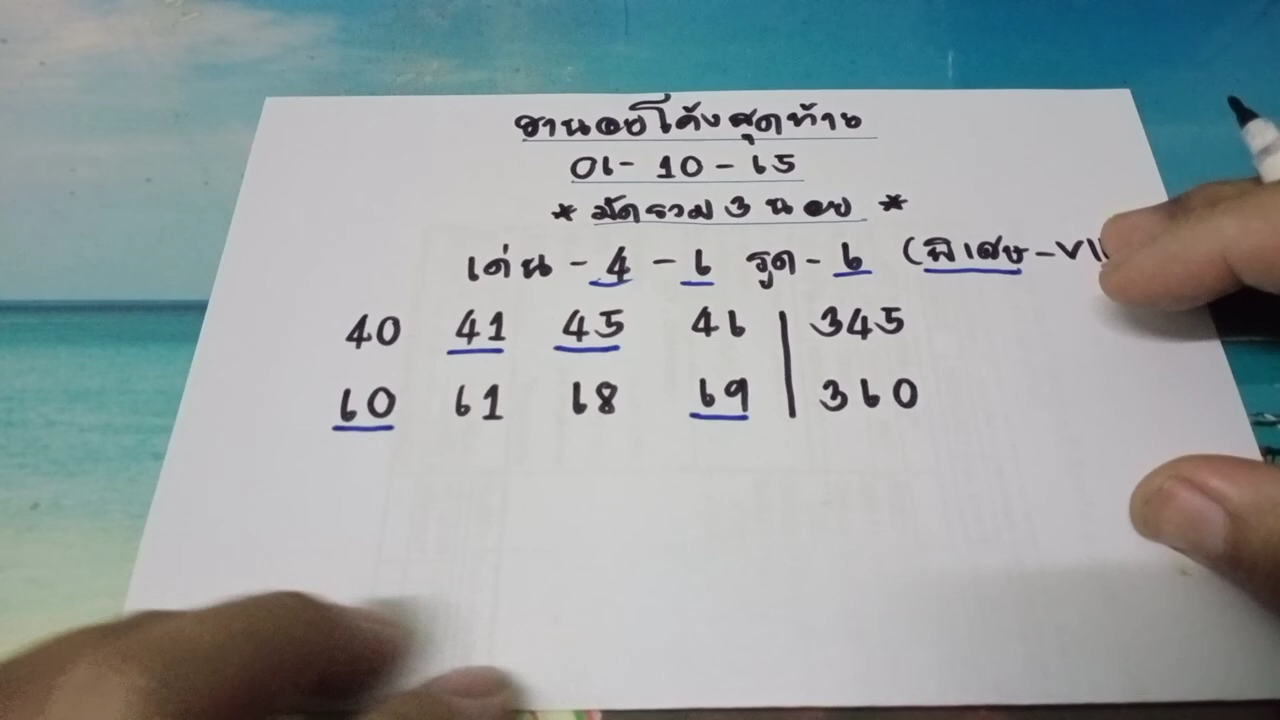 ฮานอยโค้งสุดท้าย
01-10-65
* มัดรวม 3 นอย *
เด่น - 4 - 6 รูด - 6 (พิเศษ-VI
40 41 45 46 | 345
60 61 68 69 | 360